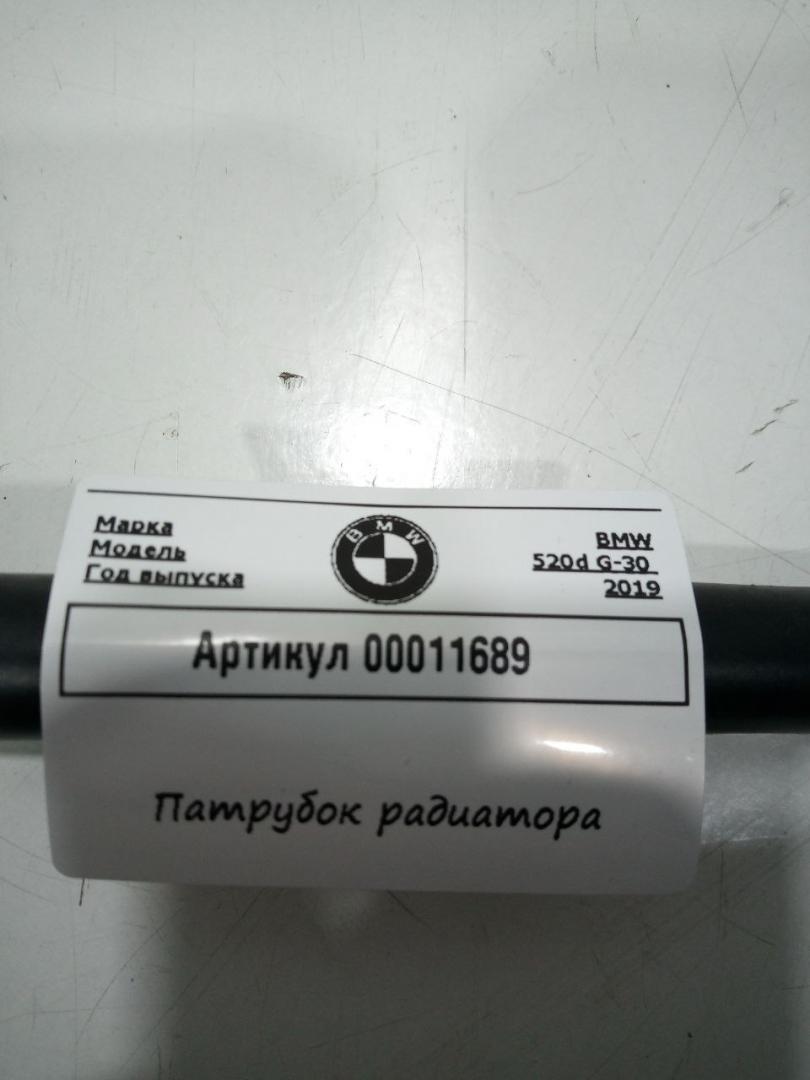 Марка
Модель
Год выпуска
BMW
BMW
520d G-30
2019
Артикул 00011689
Патрубок радиатора